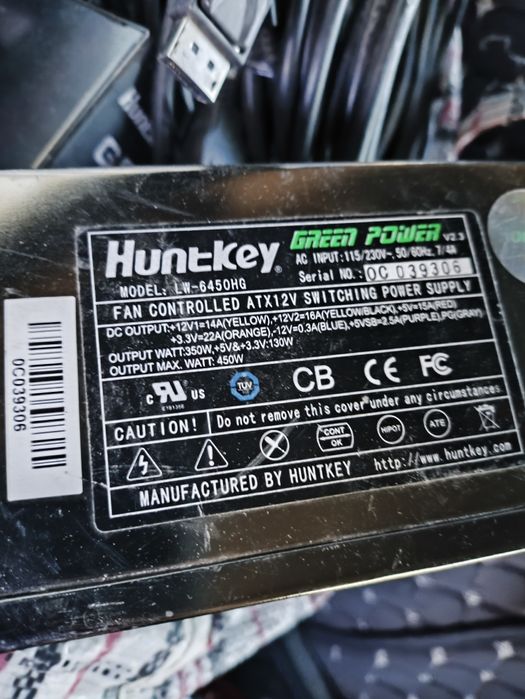 Huntkey
Huntkey® GREEN POWER V2.3
AC INPUT:115/230V~,50/60Hz,7/4A
MODEL: LW-6450HG Serial NO.: 0C 039306
FAN CONTROLLED ATX12V SWITCHING POWER SUPPLY
DC OUTPUT:+12V1=14A(YELLOW),+12V2=16A(YELLOW/BLACK),+5V=15A(RED)
+3.3V=22A(ORANGE),-12V=0.3A(BLUE),+5VSB=2.5A(PURPLE),PG(GRAY)
OUTPUT WATT:350W,+5V&+3.3V:130W
OUTPUT MAX. WATT: 450W
0C039306
c RU US TUV CB CE FC
CAUTION! Do not remove this cover under any circumstances
CONT OK HIPOT ATE
MANUFACTURED BY HUNTKEY http://www.huntkey.com